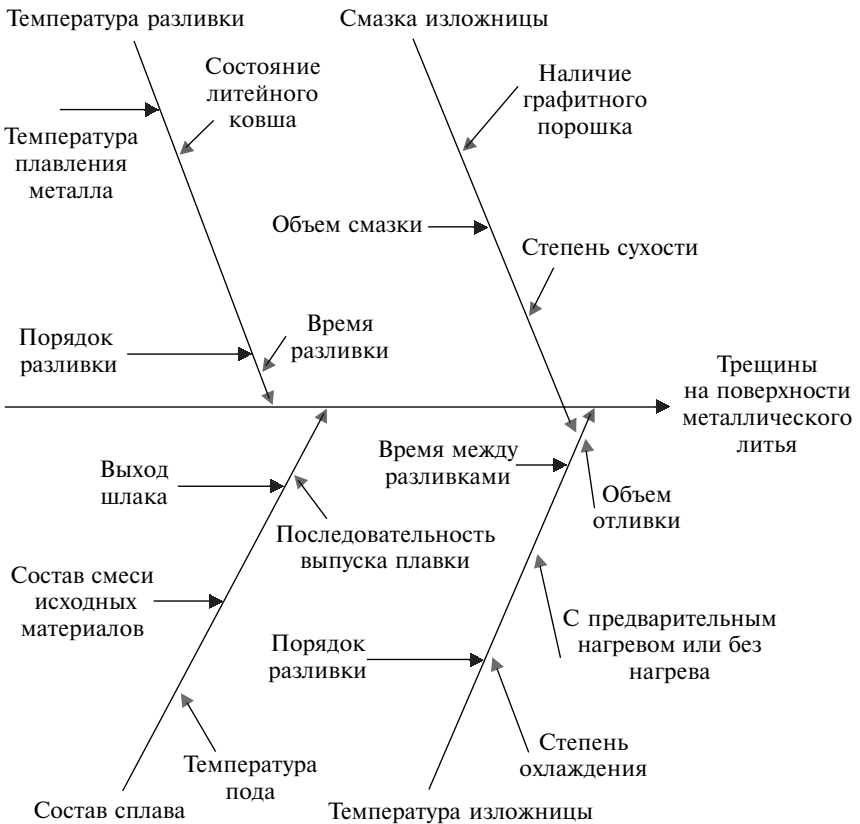 Температура разливки
Смазка изложницы
Состояние
литейного
ковша
Наличие
графитного
порошка
Температура
плавления
металла
Объем смазки
Степень сухости
Порядок
разливки
Время
разливки
Трещины
на поверхности
металлического
литья
Выход
шлака
Время между
разливками
Объем
отливки
Последовательность
выпуска плавки
Состав смеси
исходных
материалов
С предварительным
нагревом или без
нагрева
Порядок
разливки
Температура
пода
Степень
охлаждения
Состав сплава
Температура изложницы